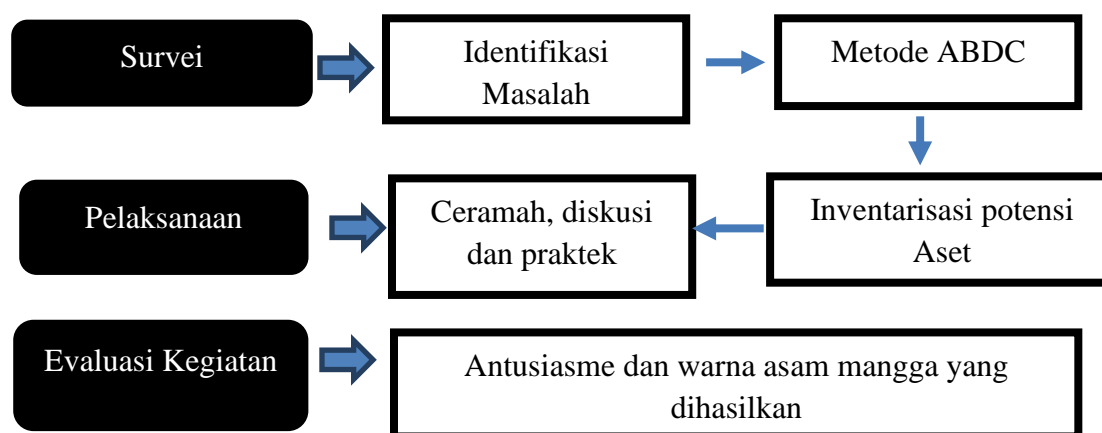 Survei
Identifikasi
Masalah
Metode ABDC
Pelaksanaan
Ceramah, diskusi
dan praktek
Inventarisasi potensi
Aset
Evaluasi Kegiatan
Antusiasme dan warna asam mangga yang
dihasilkan